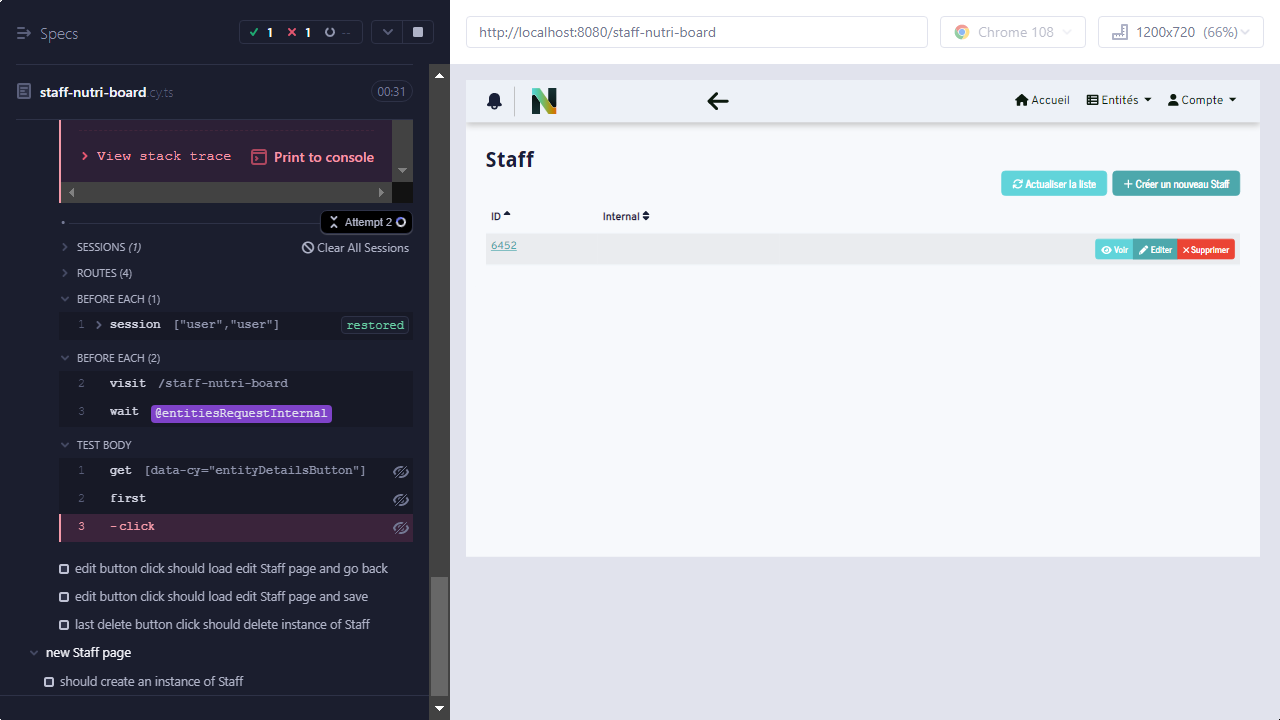 Specs
1
1
--
staff-nutri-board.cy.ts
00:31
View stack trace
Print to console
Attempt 2
SESSIONS (1)
Clear All Sessions
ROUTES (4)
BEFORE EACH (1)
1 session ["user","user"] restored
BEFORE EACH (2)
2 visit /staff-nutri-board
3 wait @entitiesRequestInternal
TEST BODY
1 get [data-cy="entityDetailsButton"]
2 first
3 -click
edit button click should load edit Staff page and go back
edit button click should load edit Staff page and save
last delete button click should delete instance of Staff
new Staff page
should create an instance of Staff
http://localhost:8080/staff-nutri-board
Chrome 108
1200x720 (66%)
Accueil
Entités
Compte
Staff
Actualiser la liste
Créer un nouveau Staff
ID
Internal
6452
Voir
Editer
Supprimer